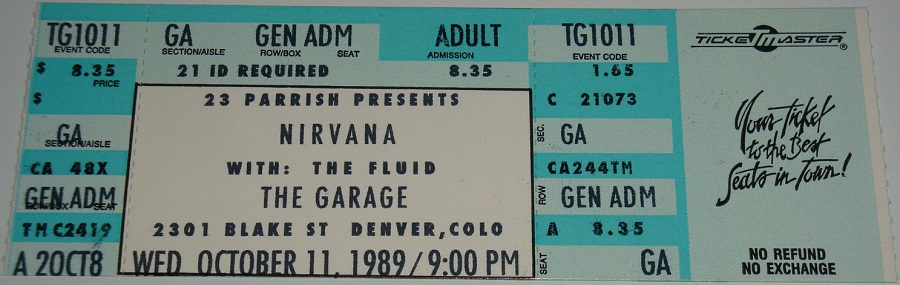 TG1011
EVENT CODE
$ 8.35
PRICE
$
GA
SECTION/AISLE
CA 48X
GEN ADM
ROW/BOX SEAT
TM C2419
A 20CT8
GA GEN ADM ADULT
SECTION/AISLE ROW/BOX SEAT ADMISSION
21 ID REQUIRED 8.35
23 PARRISH PRESENTS
NIRVANA
WITH: THE FLUID
THE GARAGE
2301 BLAKE ST DENVER,COLO
WED OCTOBER 11, 1989/9:00 PM
TG1011
EVENT CODE
1.65
C 21073
SEC. GA
CA244TM
ROW GEN ADM
A 8.35
SEAT GA
TICKETMASTER®
Your Ticket
to the Best
Seats in Town!
NO REFUND
NO EXCHANGE